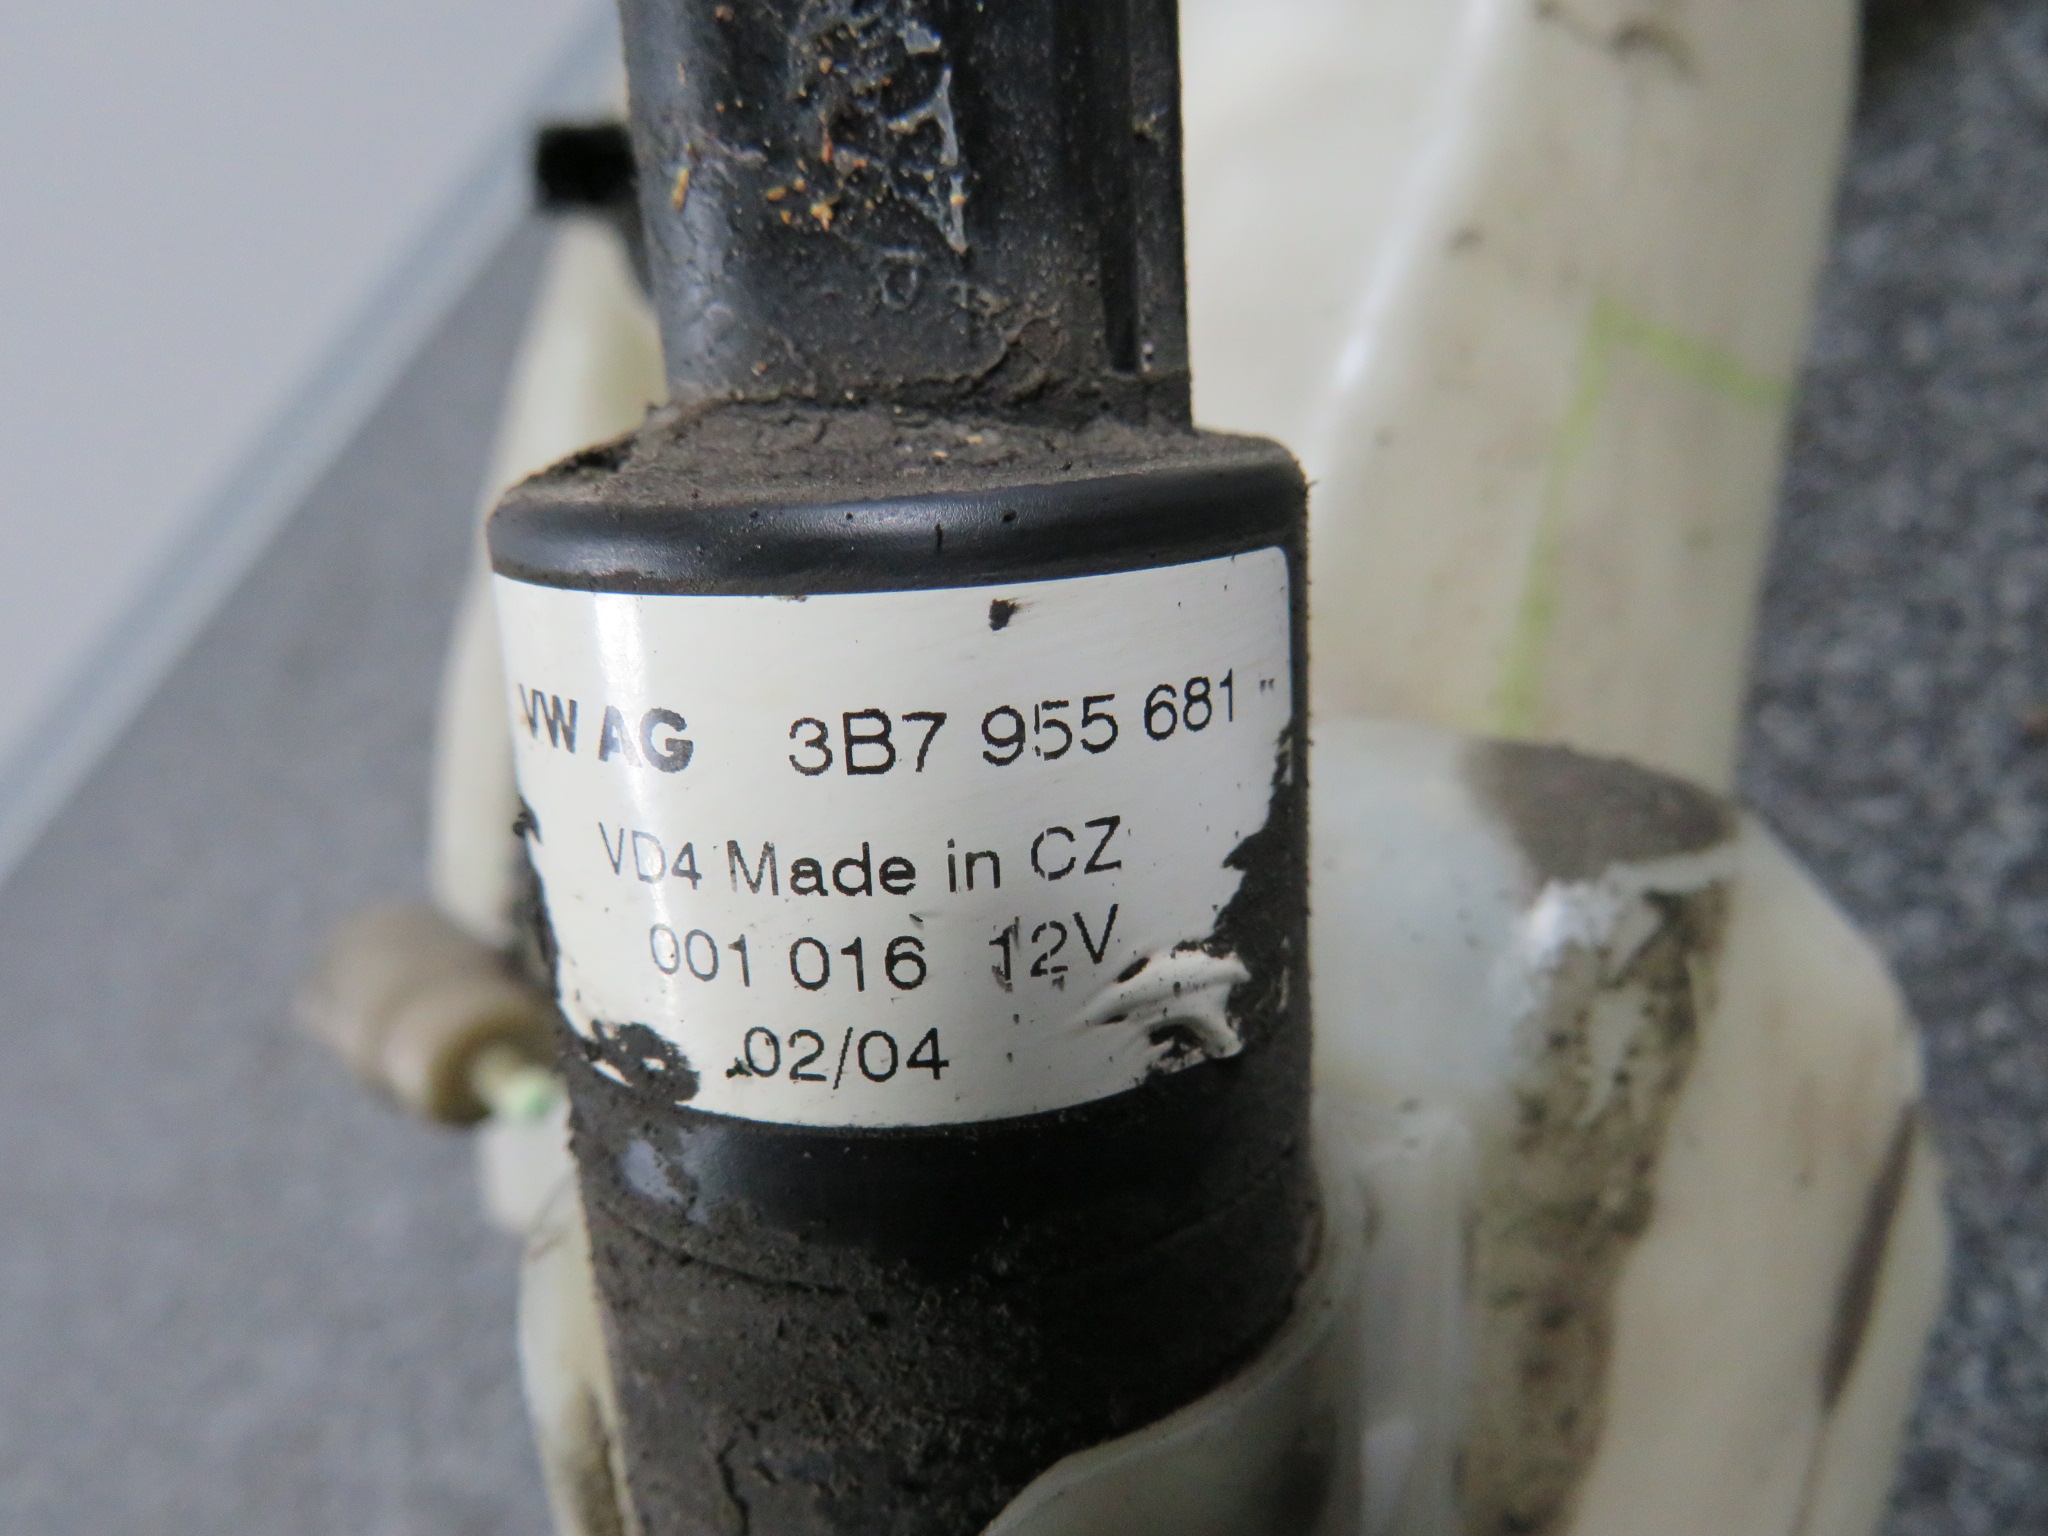 VW AG 3B7 955 681
VD4 Made in CZ
001 016 12V
02/04